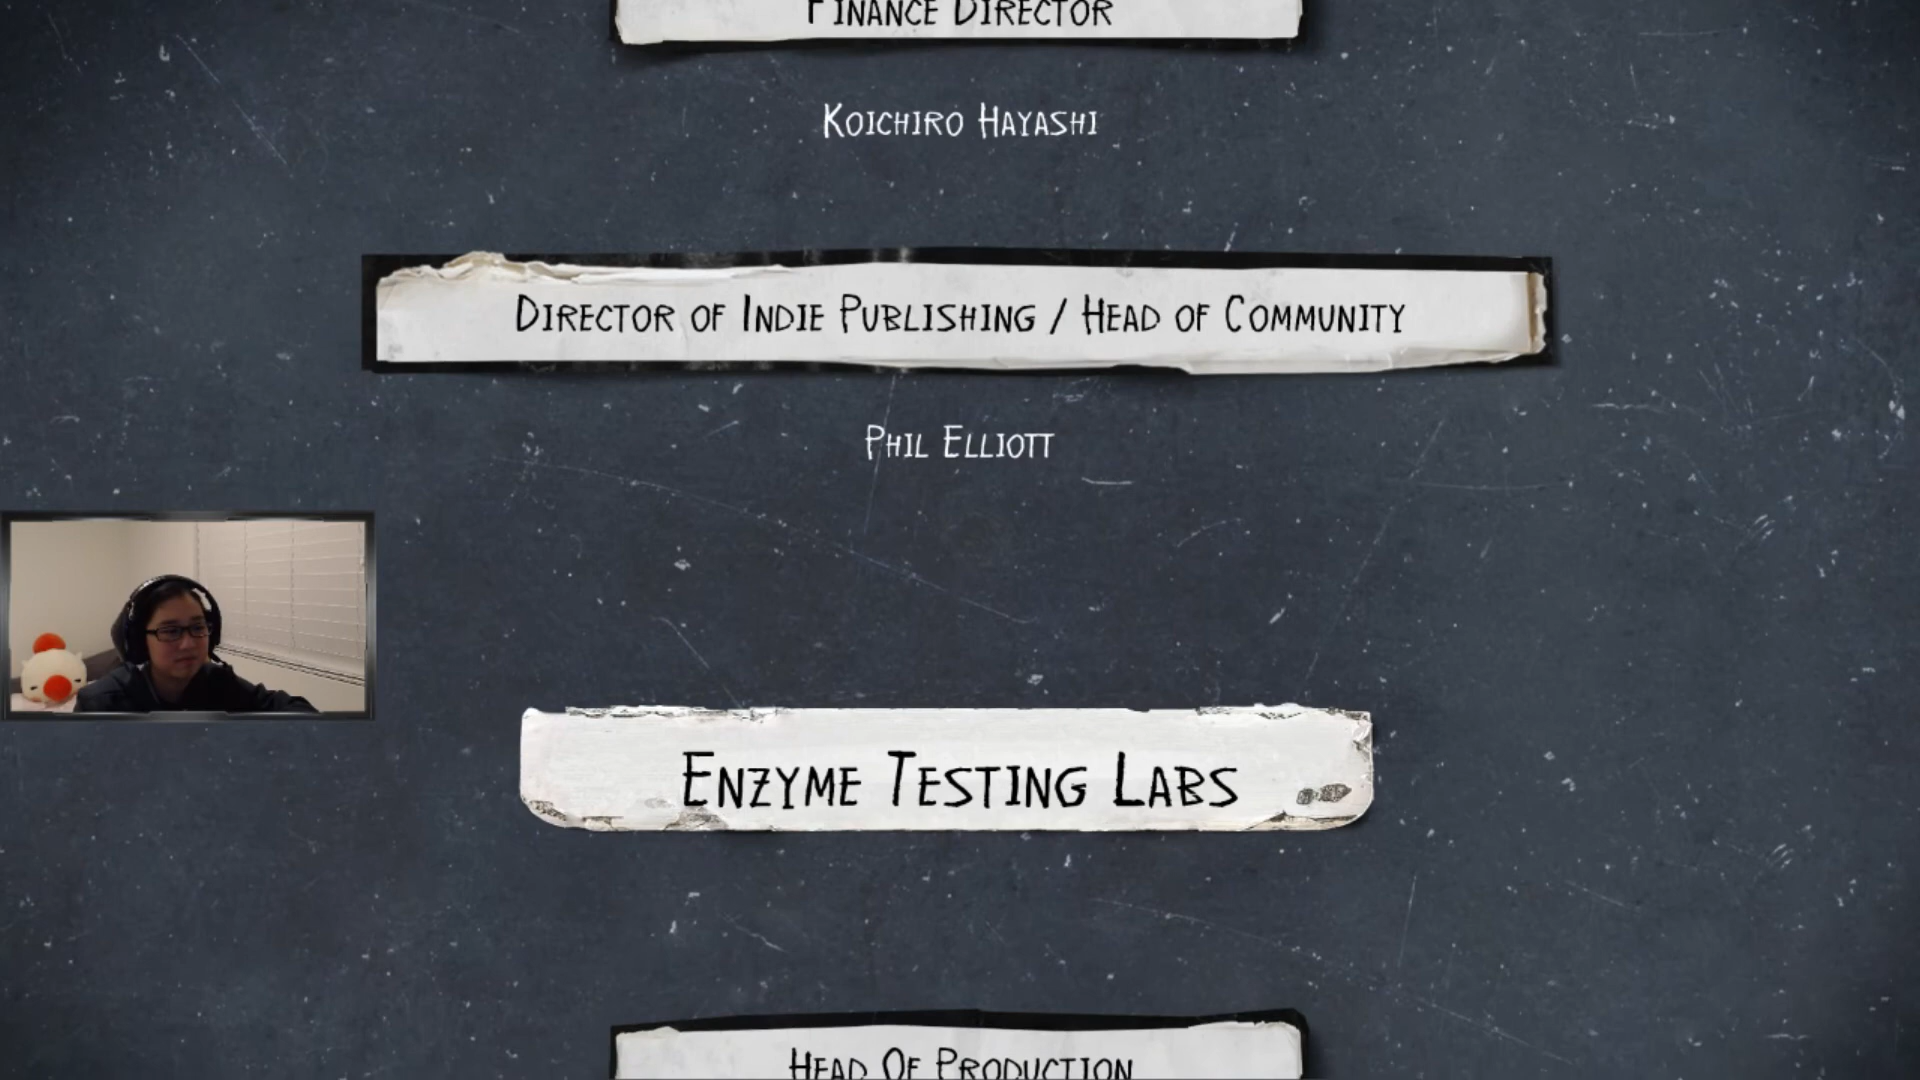 Finance Director
Koichiro Hayashi
Director of Indie Publishing / Head of Community
Phil Elliott
Enzyme Testing Labs
Head Of Production